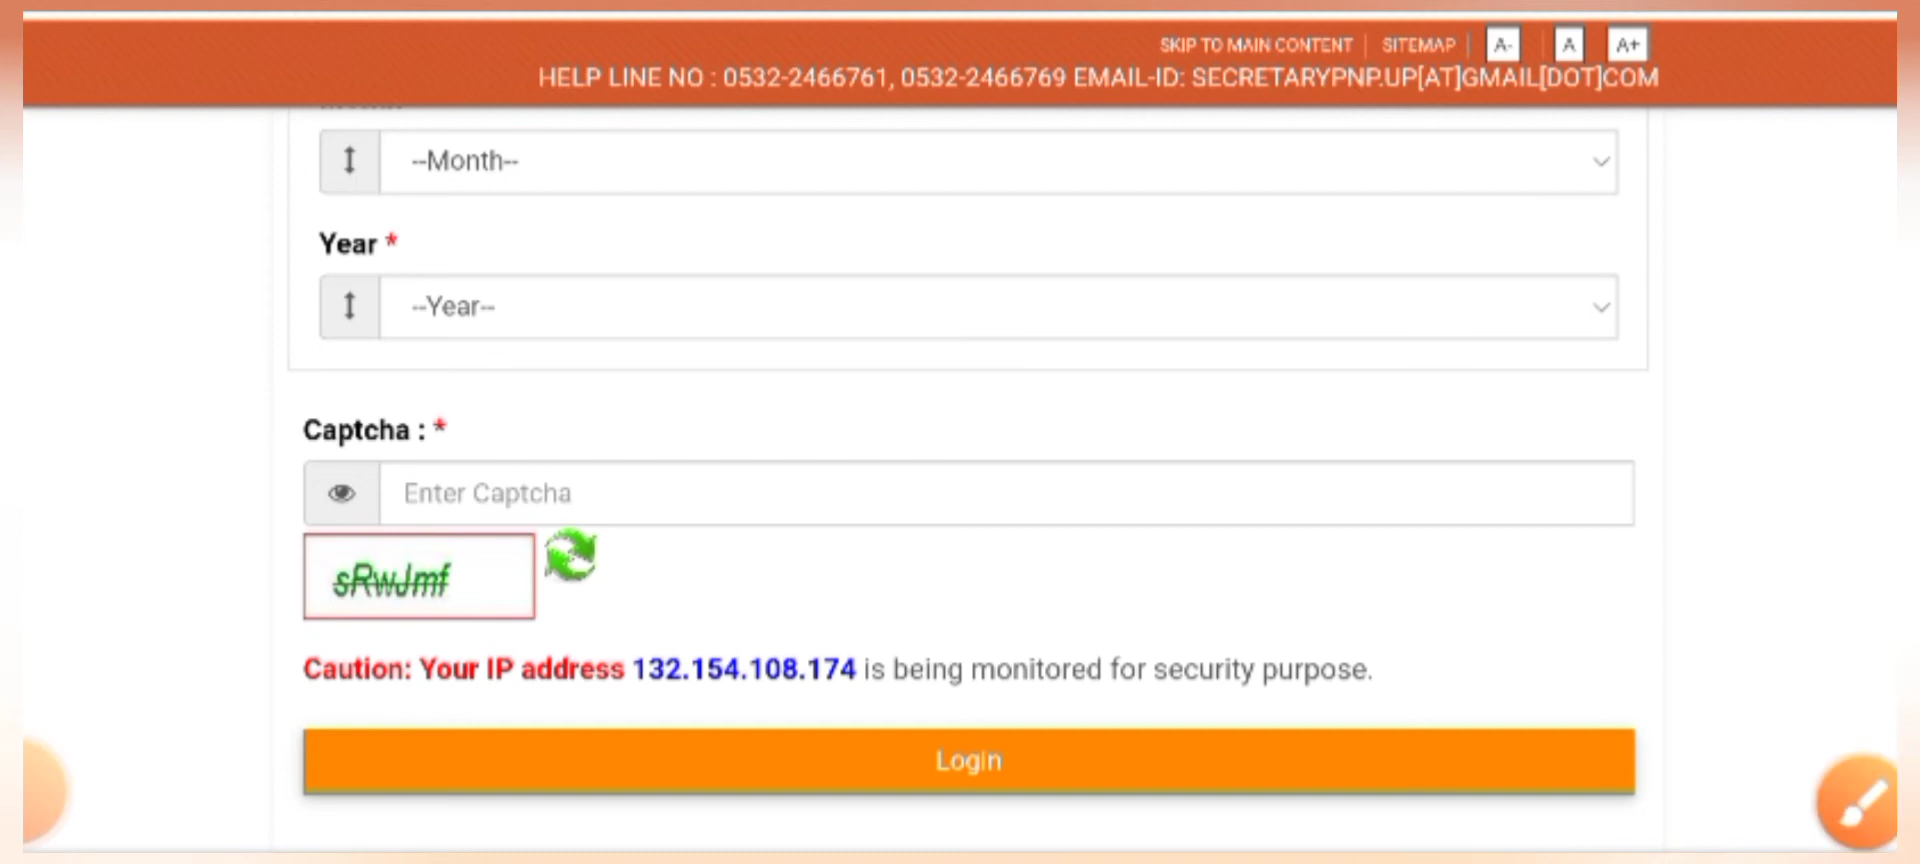 SKIP TO MAIN CONTENT | SITEMAP | A- A A+
HELP LINE NO : 0532-2466761, 0532-2466769 EMAIL-ID: SECRETARYPNP.UP[AT]GMAIL[DOT]COM
--Month--
Year *
--Year--
Captcha : *
Enter Captcha
sRwJmf
Caution: Your IP address 132.154.108.174 is being monitored for security purpose.
Login